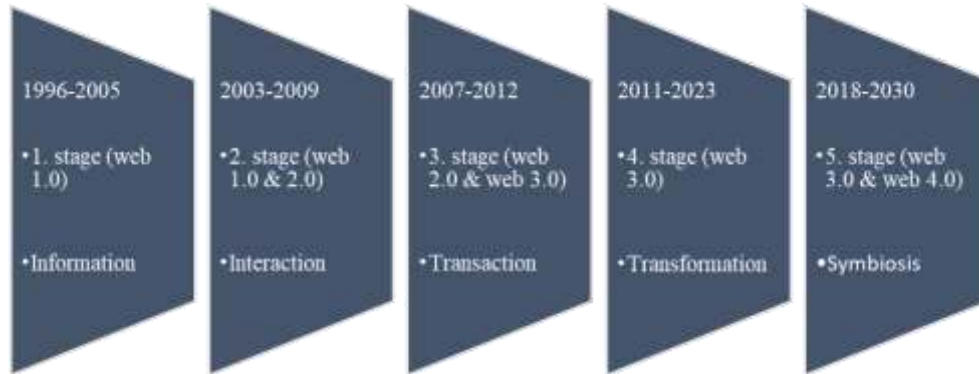 1996-2005
•1. stage (web
1.0)
•Information
2003-2009
•2. stage (web
1.0 & 2.0)
•Interaction
2007-2012
•3. stage (web
2.0 & web 3.0)
•Transaction
2011-2023
•4. stage (web
3.0)
•Transformation
2018-2030
•5. stage (web
3.0 & web 4.0)
•Symbiosis